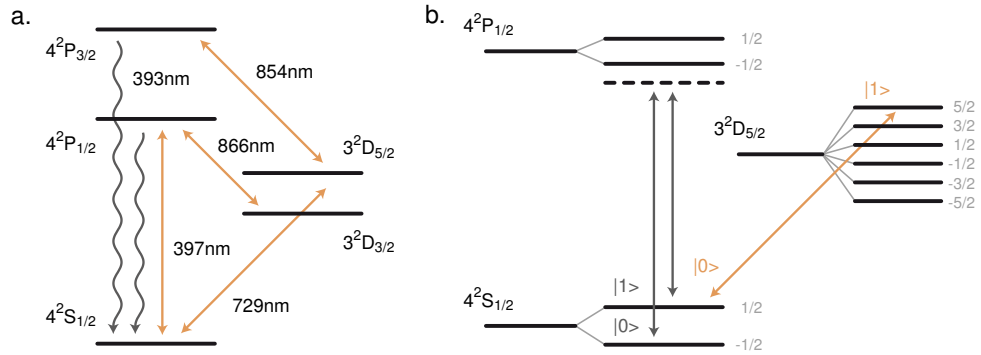 a.
4²P₃/₂
393nm
854nm
4²P₁/₂
866nm
3²D₅/₂
3²D₃/₂
397nm
729nm
4²S₁/₂
b.
4²P₁/₂
1/2
-1/2
|1>
3²D₅/₂
5/2
3/2
1/2
-1/2
-3/2
-5/2
|0>
|1>
4²S₁/₂
1/2
|0>
-1/2